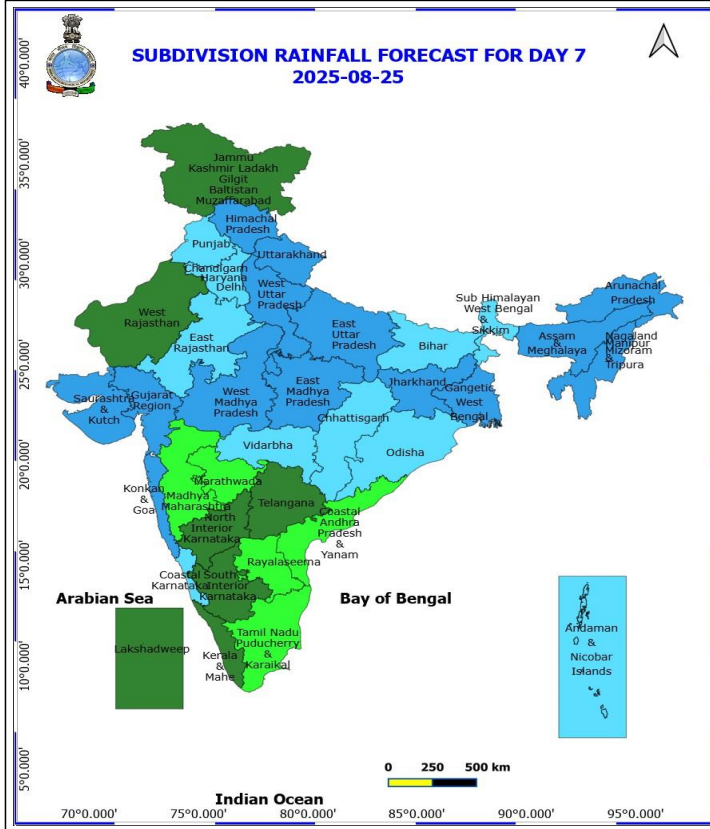 SUBDIVISION RAINFALL FORECAST FOR DAY 7
2025-08-25
40°0.000'
35°0.000'
30°0.000'
25°0.000'
20°0.000'
15°0.000'
10°0.000'
5°0.000'
Jammu
Kashmir Ladakh
Gilgit
Baltistan
Muzaffarabad
Himachal
Pradesh
Punjab
Uttarakhand
Chandigarh
Haryana
Delhi
West
Uttar
Pradesh
West
Rajasthan
East
Rajasthan
East
Uttar
Pradesh
Sub Himalayan
West Bengal
&
Sikkim
Arunachal
Pradesh
Bihar
Assam
&
Meghalaya
Nagaland
Manipur
Mizoram
&
Tripura
Saurashtra
&
Kutch
Gujarat
Region
West
Madhya
Pradesh
East
Madhya
Pradesh
Jharkhand
Gangetic
West
Bengal
Chhattisgarh
Vidarbha
Odisha
Konkan
&
Goa
Madhya
Maharashtra
Marathwada
Telangana
North
Interior
Karnataka
Coastal
Andhra
Pradesh
&
Yanam
Rayalaseema
Coastal
Karnataka
South
Interior
Karnataka
Arabian Sea
Bay of Bengal
Lakshadweep
Kerala
&
Mahe
Tamil Nadu
Puducherry
&
Karaikal
Andaman
&
Nicobar
Islands
0 250 500 km
Indian Ocean
70°0.000' 75°0.000' 80°0.000' 85°0.000' 90°0.000' 95°0.000'